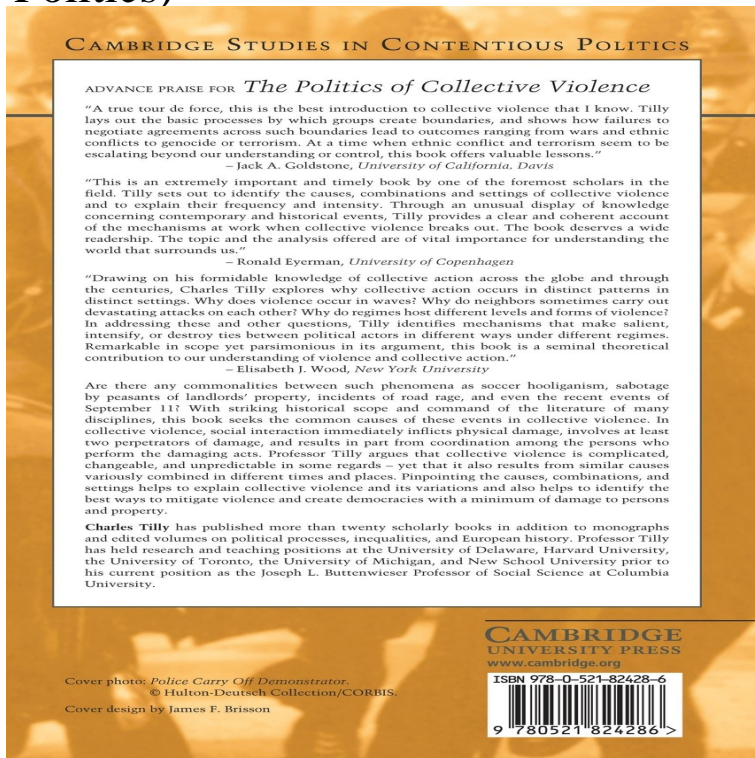 Politics)
CAMBRIDGE STUDIES IN CONTENTIOUS POLITICS
ADVANCE PRAISE FOR The Politics of Collective Violence
“A true tour de force, this is the best introduction to collective violence that I know. Tilly
lays out the basic processes by which groups create boundaries, and shows how failures to
negotiate agreements across such boundaries lead to outcomes ranging from wars and ethnic
conflicts to genocide or terrorism. At a time when ethnic conflict and terrorism seem to be
escalating beyond our understanding or control, this book offers valuable lessons.”
– Jack A. Goldstone, University of California, Davis
“This is an extremely important and timely book by one of the foremost scholars in the
field. Tilly sets out to identify the causes, combinations and settings of collective violence
and to explain their frequency and intensity. Through an unusual display of knowledge
concerning contemporary and historical events, Tilly provides a clear and coherent account
of the mechanisms at work when collective violence breaks out. The book deserves a wide
readership. The topic and the analysis offered are of vital importance for understanding the
world that surrounds us.”
– Ronald Eyerman, University of Copenhagen
“Drawing on his formidable knowledge of collective action across the globe and through
the centuries, Charles Tilly explores why collective action occurs in distinct patterns in
distinct settings. Why does violence occur in waves? Why do neighbors sometimes carry out
devastating attacks on each other? Why do regimes host different levels and forms of violence?
In addressing these and other questions, Tilly identifies mechanisms that make salient,
intensify, or destroy ties between political actors in different ways under different regimes.
Remarkable in scope yet parsimonious in its argument, this book is a seminal theoretical
contribution to our understanding of violence and collective action.”
– Elisabeth J. Wood, New York University
Are there any commonalities between such phenomena as soccer hooliganism, sabotage
by peasants of landlords’ property, incidents of road rage, and even the recent events of
September 11? With striking historical scope and command of the literature of many
disciplines, this book seeks the common causes of these events in collective violence. In
collective violence, social interaction immediately inflicts physical damage, involves at least
two perpetrators of damage, and results in part from coordination among the persons who
perform the damaging acts. Professor Tilly argues that collective violence is complicated,
changeable, and unpredictable in some regards – yet that it also results from similar causes
variously combined in different times and places. Pinpointing the causes, combinations, and
settings helps to explain collective violence and its variations and also helps to identify the
best ways to mitigate violence and create democracies with a minimum of damage to persons
and property.
Charles Tilly has published more than twenty scholarly books in addition to monographs
and edited volumes on political processes, inequalities, and European history. Professor Tilly
has held research and teaching positions at the University of Delaware, Harvard University,
the University of Toronto, the University of Michigan, and New School University prior to
his current position as the Joseph L. Buttenwieser Professor of Social Science at Columbia
University.
CAMBRIDGE
UNIVERSITY PRESS
www.cambridge.org
Cover photo: Police Carry Off Demonstrator.
© Hulton-Deutsch Collection/CORBIS.
Cover design by James F. Brisson
ISBN 978-0-521-82428-6
9 780521 824286 >